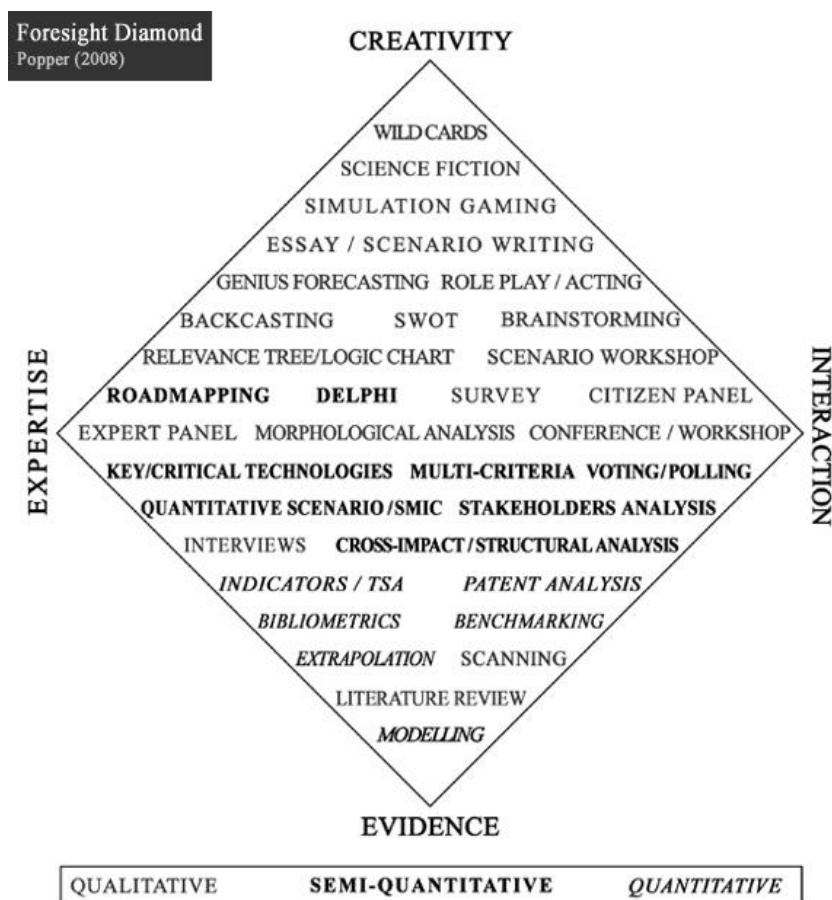 Foresight Diamond
Popper (2008)
CREATIVITY
WILD CARDS
SCIENCE FICTION
SIMULATION GAMING
ESSAY / SCENARIO WRITING
GENIUS FORECASTING ROLE PLAY / ACTING
BACKCASTING SWOT BRAINSTORMING
RELEVANCE TREE/LOGIC CHART SCENARIO WORKSHOP
ROADMAPPING DELPHI SURVEY CITIZEN PANEL
EXPERT PANEL MORPHOLOGICAL ANALYSIS CONFERENCE / WORKSHOP
KEY/CRITICAL TECHNOLOGIES MULTI-CRITERIA VOTING/POLLING
QUANTITATIVE SCENARIO/SMIC STAKEHOLDERS ANALYSIS
INTERVIEWS CROSS-IMPACT / STRUCTURAL ANALYSIS
INDICATORS / TSA PATENT ANALYSIS
BIBLIOMETRICS BENCHMARKING
EXTRAPOLATION SCANNING
LITERATURE REVIEW
MODELLING
EXPERTISE
INTERACTION
EVIDENCE
QUALITATIVE SEMI-QUANTITATIVE QUANTITATIVE